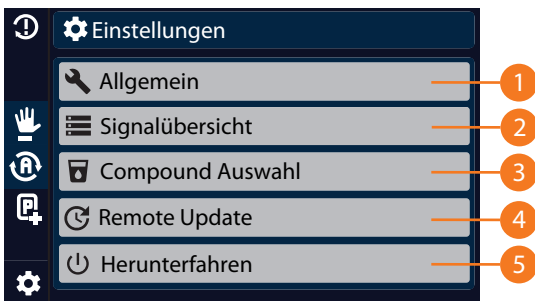 Einstellungen
Allgemein
1
Signalübersicht
2
Compound Auswahl
3
Remote Update
4
Herunterfahren
5
A
P